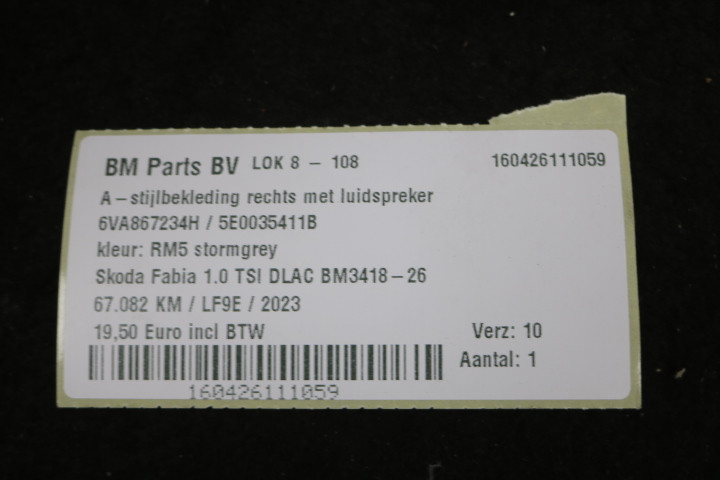 BM Parts BV LOK 8 - 108 160426111059
A-stijlbekleding rechts met luidspreker
6VA867234H / 5E0035411B
kleur: RM5 stormgrey
Skoda Fabia 1.0 TSI DLAC BM3418-26
67.082 KM / LF9E / 2023
19,50 Euro incl BTW Verz: 10
Aantal: 1
160426111059